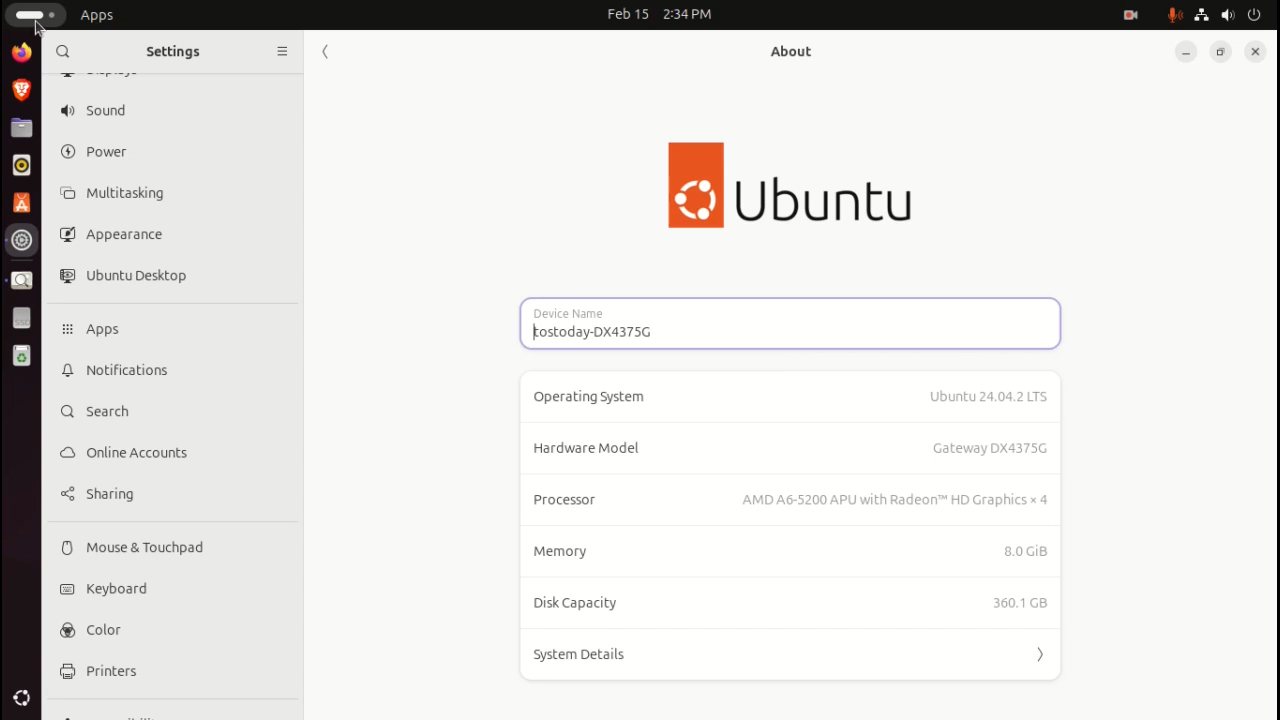 Apps
Feb 15 2:34 PM
Settings
About
Displays
Sound
Power
Multitasking
Appearance
Ubuntu Desktop
Apps
Notifications
Search
Online Accounts
Sharing
Mouse & Touchpad
Keyboard
Color
Printers
Ubuntu
Device Name
tostoday-DX4375G
Operating System Ubuntu 24.04.2 LTS
Hardware Model Gateway DX4375G
Processor AMD A6-5200 APU with Radeon™ HD Graphics × 4
Memory 8.0 GiB
Disk Capacity 360.1 GB
System Details